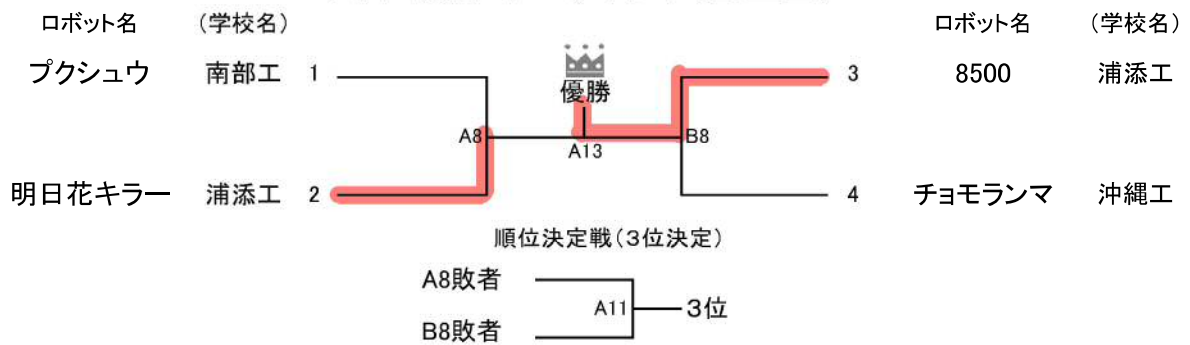 ロボット名 (学校名) ロボット名 (学校名)
プクシュウ 南部工 1 優勝 3 8500 浦添工
A8 A13 B8
明日花キラー 浦添工 2 4 チョモランマ 沖縄工
順位決定戦(3位決定)
A8敗者
A11 3位
B8敗者